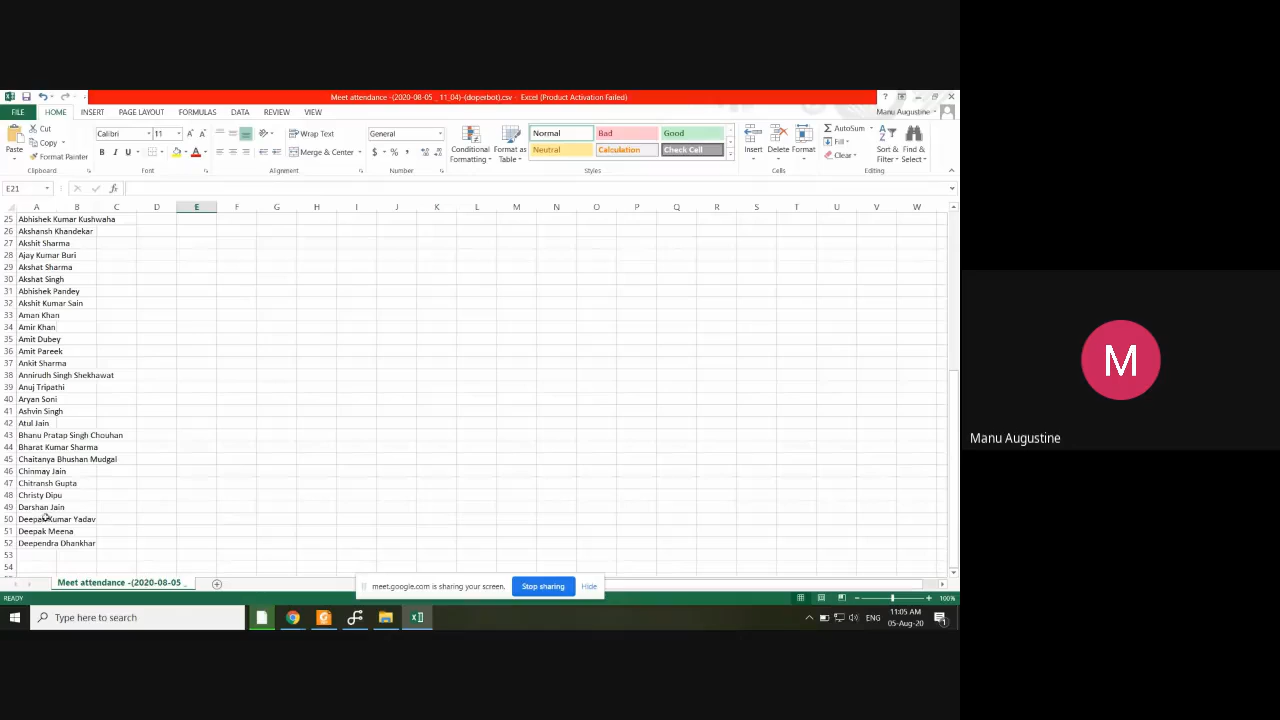 Meet attendance -(2020-08-05 _ 11_04)-(doperbot).csv - Excel (Product Activation Failed)
FILE HOME INSERT PAGE LAYOUT FORMULAS DATA REVIEW VIEW Manu Augustine
Cut
Copy
Format Painter
Paste
Clipboard
Calibri 11
B I U
Font
Wrap Text
Merge & Center
Alignment
General
$ % ,
Number
Conditional Formatting
Format as Table
Normal Bad Good
Neutral Calculation Check Cell
Styles
Insert Delete Format
Cells
AutoSum
Fill
Clear
Sort & Filter
Find & Select
Editing
E21 fx
A B C D E F G H I J K L M N O P Q R S T U V W
25 Abhishek Kumar Kushwaha
26 Akshansh Khandekar
27 Akshit Sharma
28 Ajay Kumar Buri
29 Akshat Sharma
30 Akshat Singh
31 Abhishek Pandey
32 Akshit Kumar Sain
33 Aman Khan
34 Amir Khan
35 Amit Dubey
36 Amit Pareek
37 Ankit Sharma
38 Annirudh Singh Shekhawat
39 Anuj Tripathi
40 Aryan Soni
41 Ashvin Singh
42 Atul Jain
43 Bhanu Pratap Singh Chouhan
44 Bharat Kumar Sharma
45 Chaitanya Bhushan Mudgal
46 Chinmay Jain
47 Chitransh Gupta
48 Christy Dipu
49 Darshan Jain
50 Deepak Kumar Yadav
51 Deepak Meena
52 Deependra Dhankhar
53
54
Meet attendance -(2020-08-05 _
meet.google.com is sharing your screen. Stop sharing Hide
READY 100%
Type here to search
ENG
11:05 AM
05-Aug-20
1
M
Manu Augustine